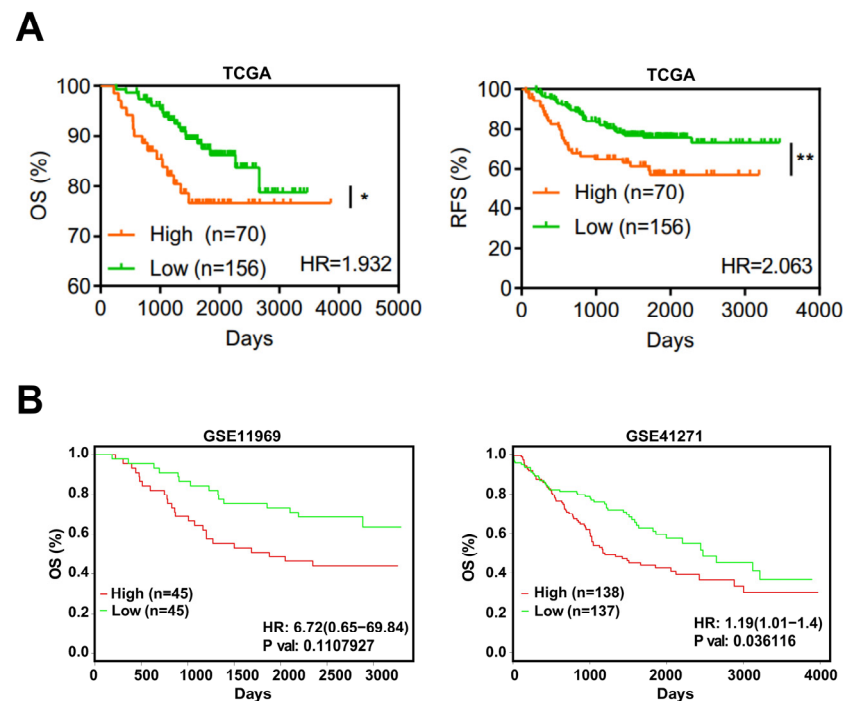 A
TCGA
OS (%)
100
90
80
70
60
High (n=70)
Low (n=156)
HR=1.932
*
0 1000 2000 3000 4000 5000
Days
TCGA
RFS (%)
100
80
60
40
20
0
High (n=70)
Low (n=156)
HR=2.063
**
0 1000 2000 3000 4000
Days
B
GSE11969
OS (%)
1.0
0.8
0.6
0.4
0.2
0.0
High (n=45)
Low (n=45)
HR: 6.72(0.65−69.84)
P val: 0.1107927
0 500 1000 1500 2000 2500 3000
Days
GSE41271
OS (%)
1.0
0.8
0.6
0.4
0.2
0.0
High (n=138)
Low (n=137)
HR: 1.19(1.01−1.4)
P val: 0.036116
0 1000 2000 3000 4000
Days